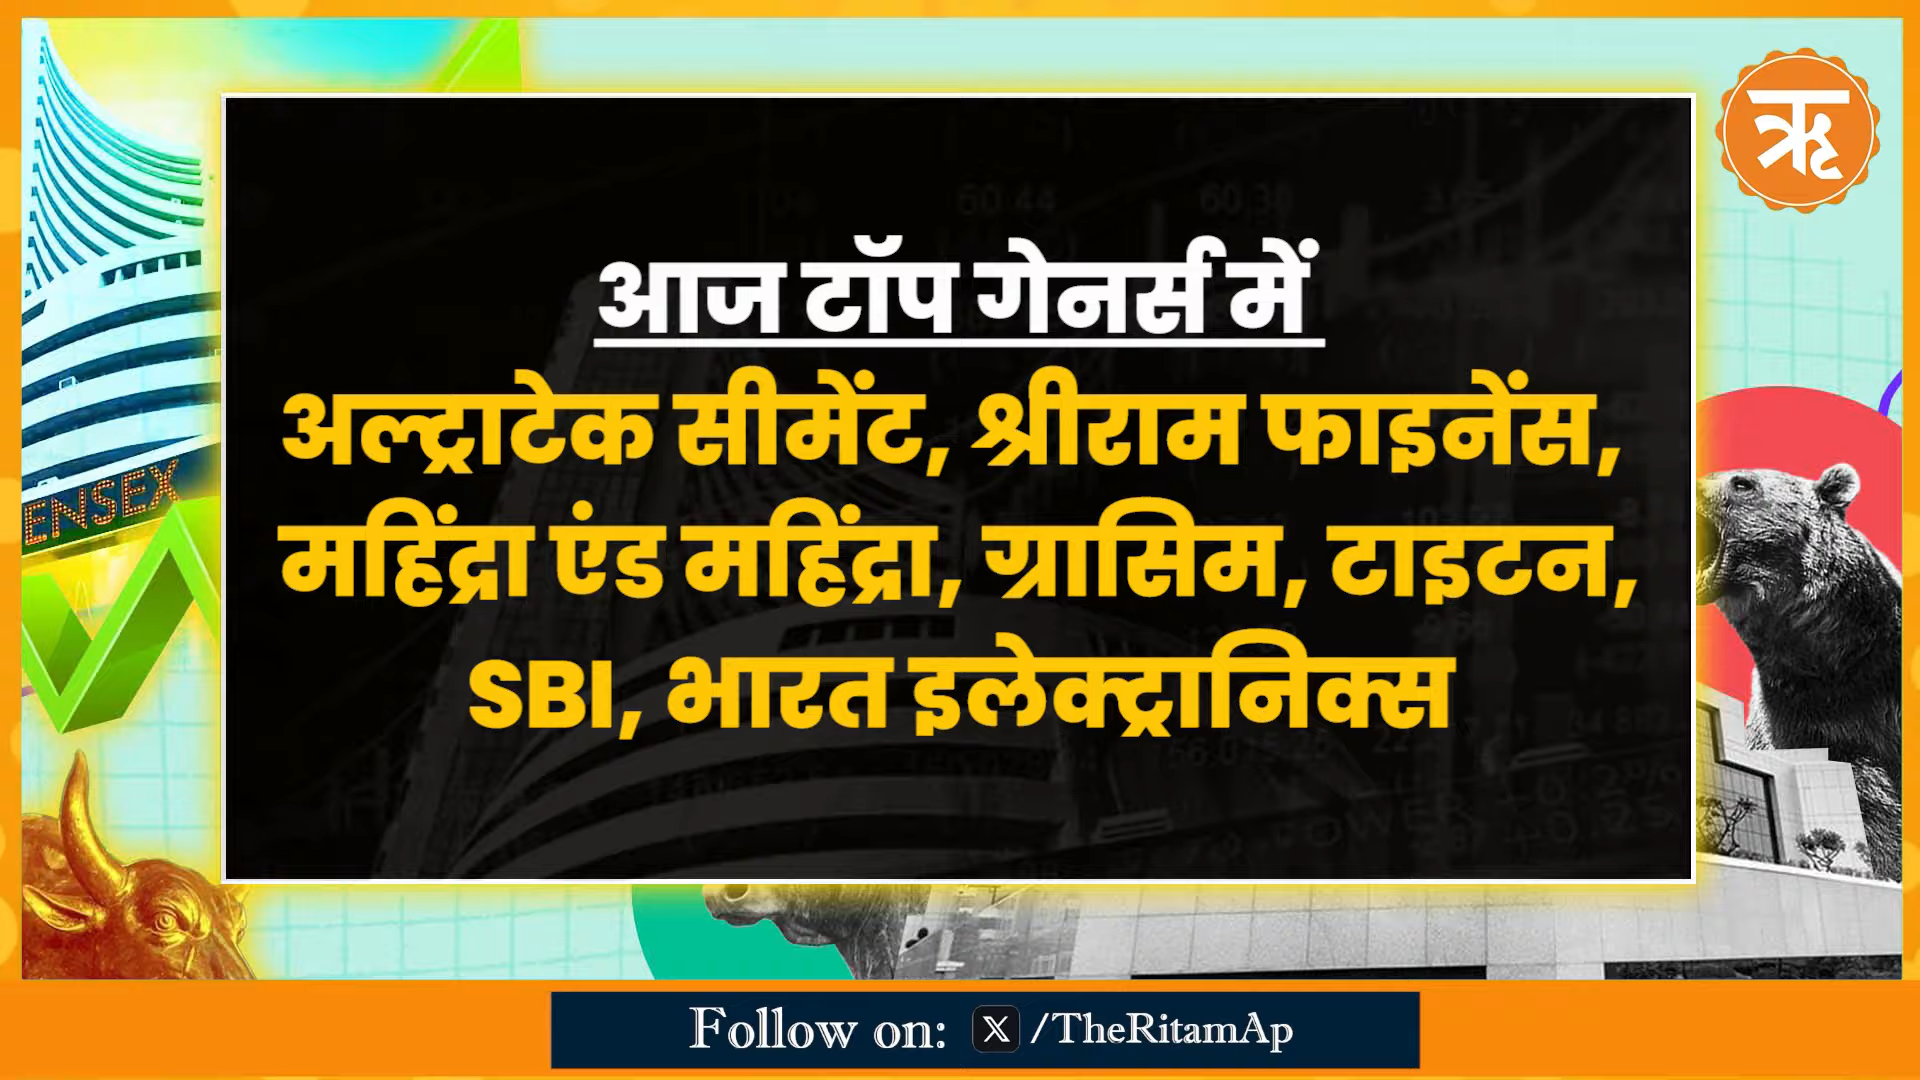 ऋ
आज टॉप गेनर्स में
अल्ट्राटेक सीमेंट, श्रीराम फाइनेंस,
महिंद्रा एंड महिंद्रा, ग्रासिम, टाइटन,
SBI, भारत इलेक्ट्रानिक्स
ENSEX
Follow on: X /TheRitamAp